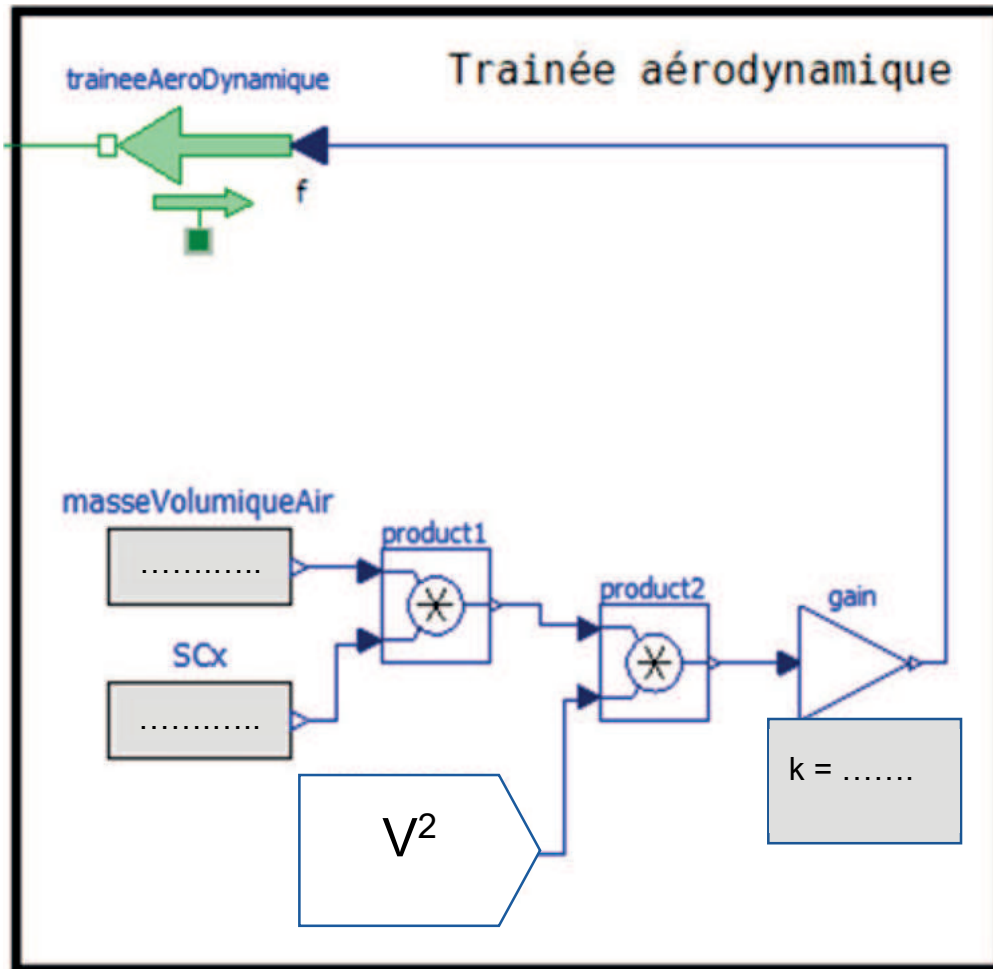 Trainée aérodynamique
traineeAeroDynamique
f
masseVolumiqueAir
............
product1
product2
gain
SCx
............
k = .......
V²